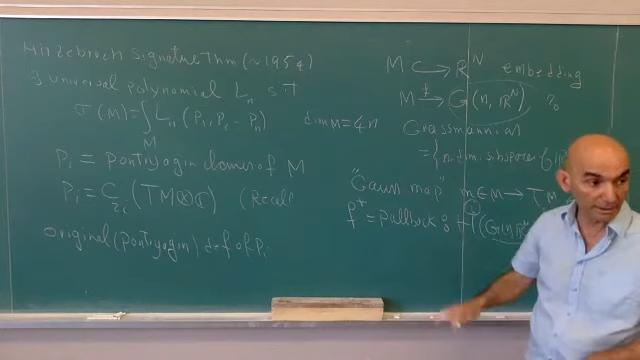 Hirzebruch Signature Thm (~1954)
∃ universal polynomial L_n s.t
σ(M) = ∫_M L_n (P_1, P_2 - P_n)   dim M = 4n
P_i = pontryagin classes of M
P_i = C_2i (TM⊗ℂ)   (Recall
original (pontryagin) def of P_i
M ↪ R^N embedding
M →^f G(n, R^N) %
Grassmannian
= {n.dim. subspaces of R
"Gauss map" m∈M → T_m
f^* = pullback : H (G(n, R^N